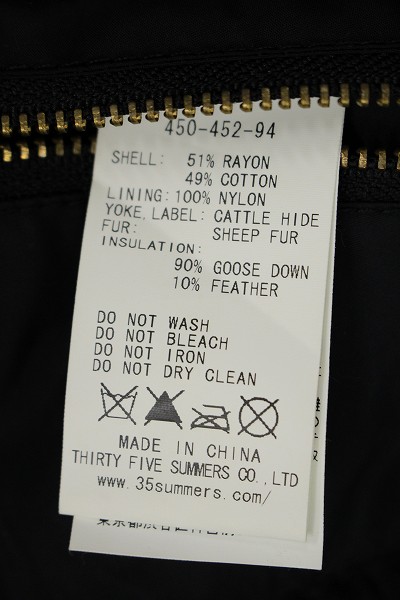 450-452-94
SHELL: 51% RAYON
49% COTTON
LINING: 100% NYLON
YOKE, LABEL: CATTLE HIDE
FUR: SHEEP FUR
INSULATION:
90% GOOSE DOWN
10% FEATHER
DO NOT WASH
DO NOT BLEACH
DO NOT IRON
DO NOT DRY CLEAN
MADE IN CHINA
THIRTY FIVE SUMMERS CO., LTD
www.35summers.com/